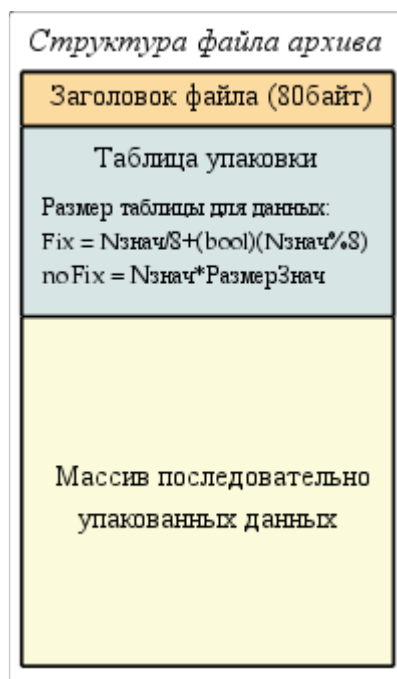 Структура файла архива
Заголовок файла (80байт)
Таблица упаковки
Размер таблицы для данных:
Fix = Nзнач/8+(bool)(Nзнач%8)
noFix = Nзнач*РазмерЗнач
Массив последовательно
упакованных данных